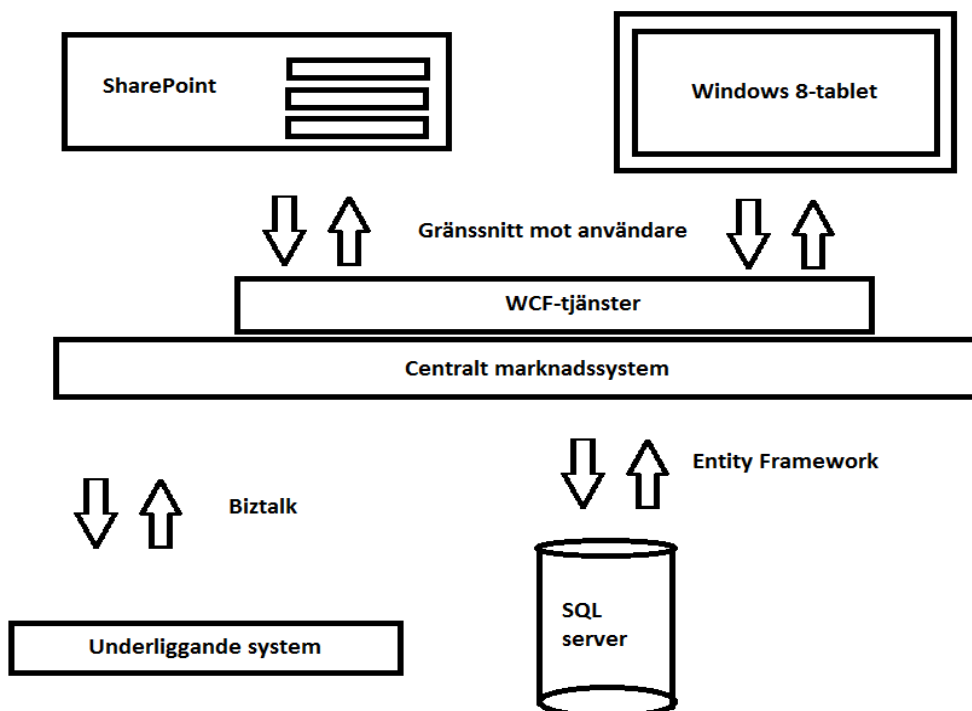 SharePoint
Windows 8-tablet
Gränssnitt mot användare
WCF-tjänster
Centralt marknadssystem
Entity Framework
Biztalk
SQL
server
Underliggande system